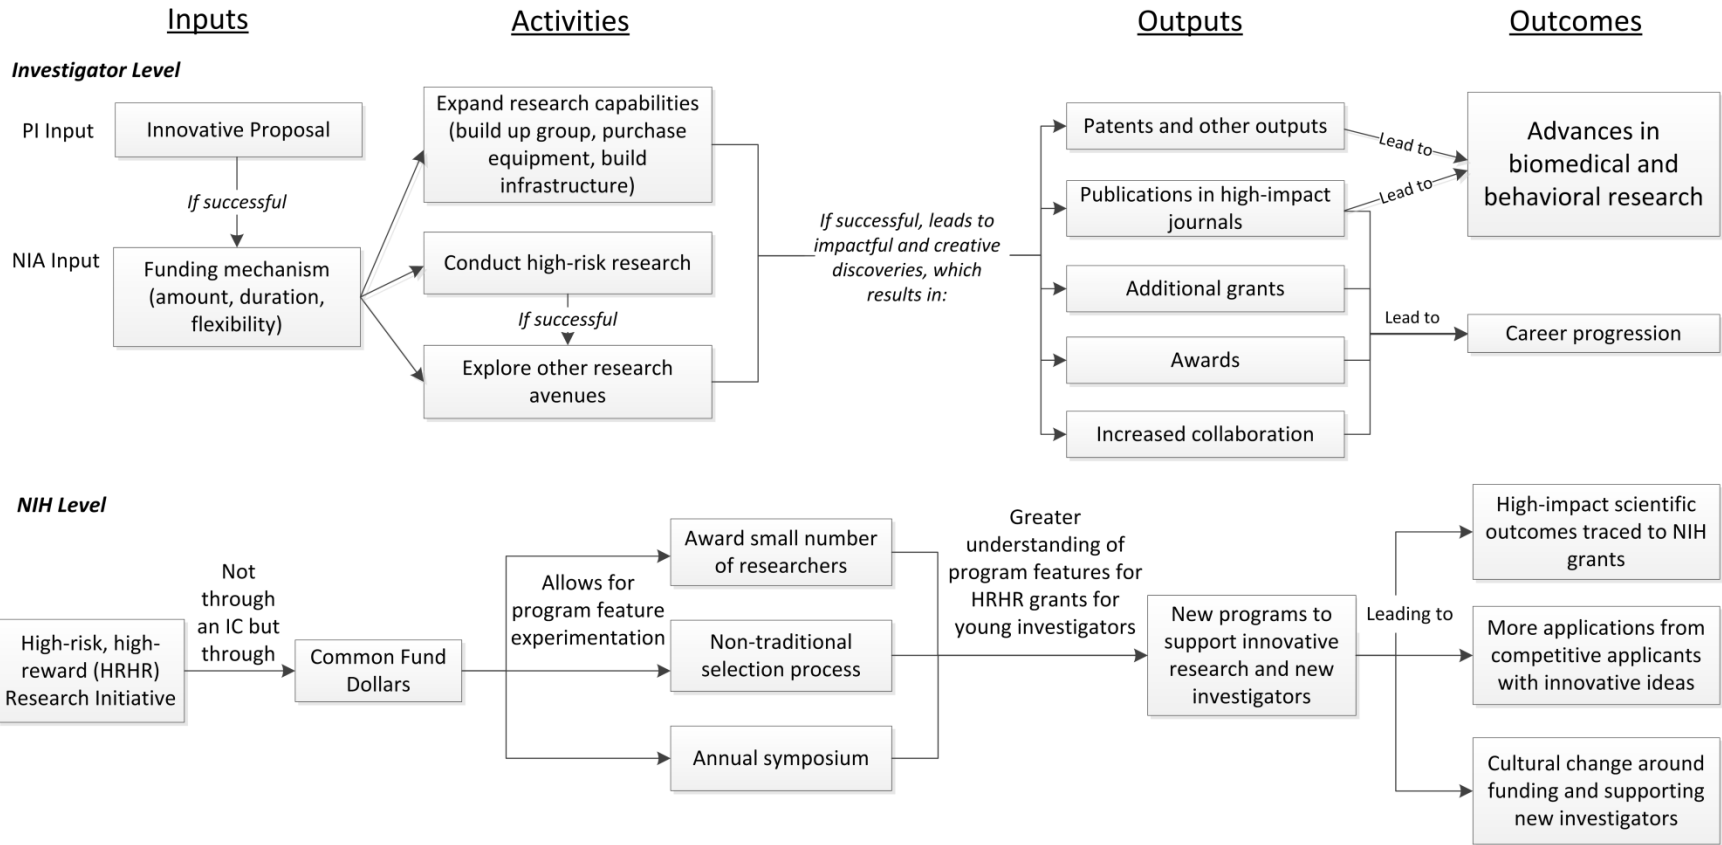 Inputs
Activities
Outputs
Outcomes
Investigator Level
PI Input
Innovative Proposal
If successful
NIA Input
Funding mechanism
(amount, duration,
flexibility)
Expand research capabilities
(build up group, purchase
equipment, build
infrastructure)
Conduct high-risk research
If successful
Explore other research
avenues
If successful, leads to
impactful and creative
discoveries, which
results in:
Patents and other outputs
Publications in high-impact
journals
Additional grants
Awards
Increased collaboration
Lead to
Lead to
Lead to
Advances in
biomedical and
behavioral research
Career progression
NIH Level
High-risk, high-
reward (HRHR)
Research Initiative
Not
through
an IC but
through
Common Fund
Dollars
Allows for
program feature
experimentation
Award small number
of researchers
Non-traditional
selection process
Annual symposium
Greater
understanding of
program features for
HRHR grants for
young investigators
New programs to
support innovative
research and new
investigators
Leading to
High-impact scientific
outcomes traced to NIH
grants
More applications from
competitive applicants
with innovative ideas
Cultural change around
funding and supporting
new investigators